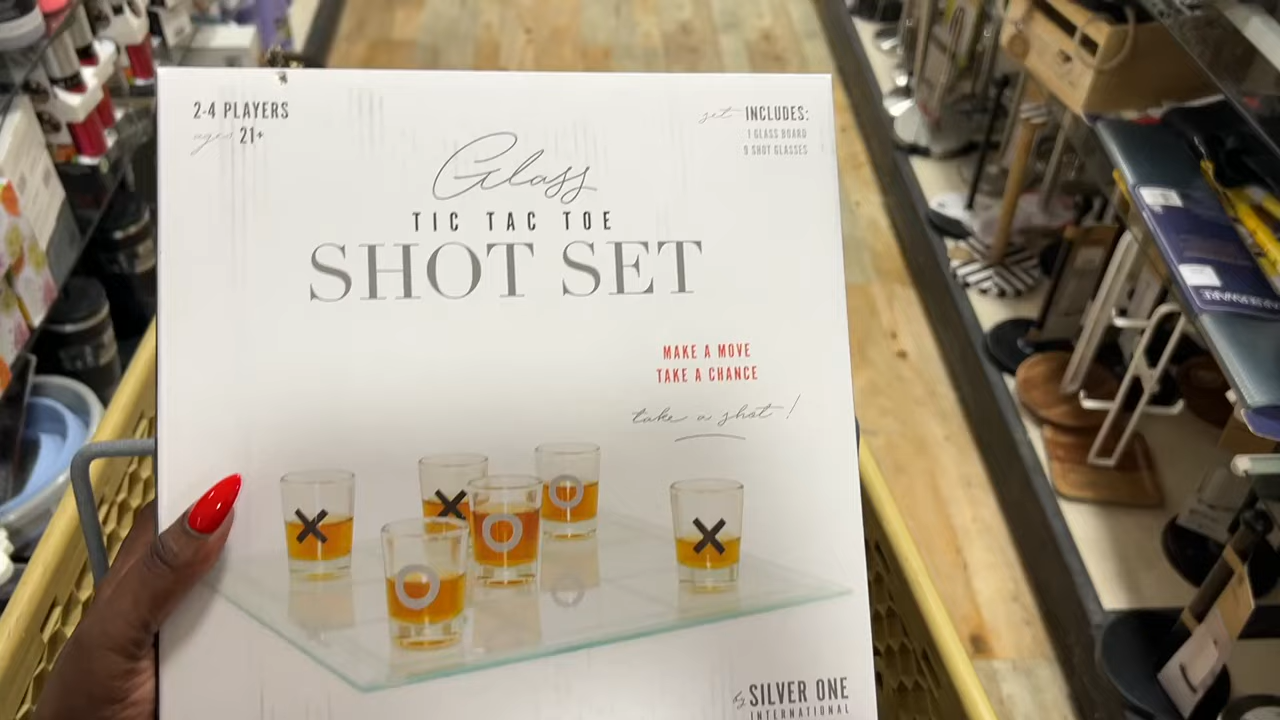 2-4 PLAYERS
ages 21+
set INCLUDES:
1 GLASS BOARD
9 SHOT GLASSES
Glass
TIC TAC TOE
SHOT SET
MAKE A MOVE
TAKE A CHANCE
take a shot!
X
X
O
O
X
O
by SILVER ONE
INTERNATIONAL